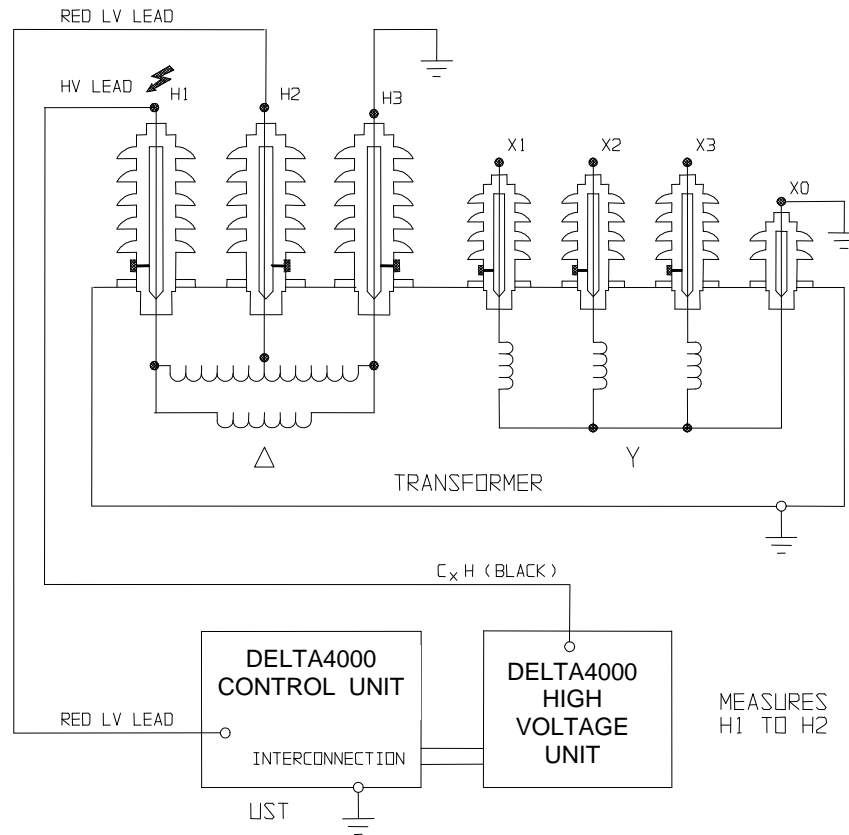 RED LV LEAD
HV LEAD
H1
H2
H3
X1
X2
X3
X0
Δ
Y
TRANSFORMER
CxH (BLACK)
DELTA4000
CONTROL UNIT
DELTA4000
HIGH
VOLTAGE
UNIT
MEASURES
H1 TO H2
RED LV LEAD
INTERCONNECTION
UST